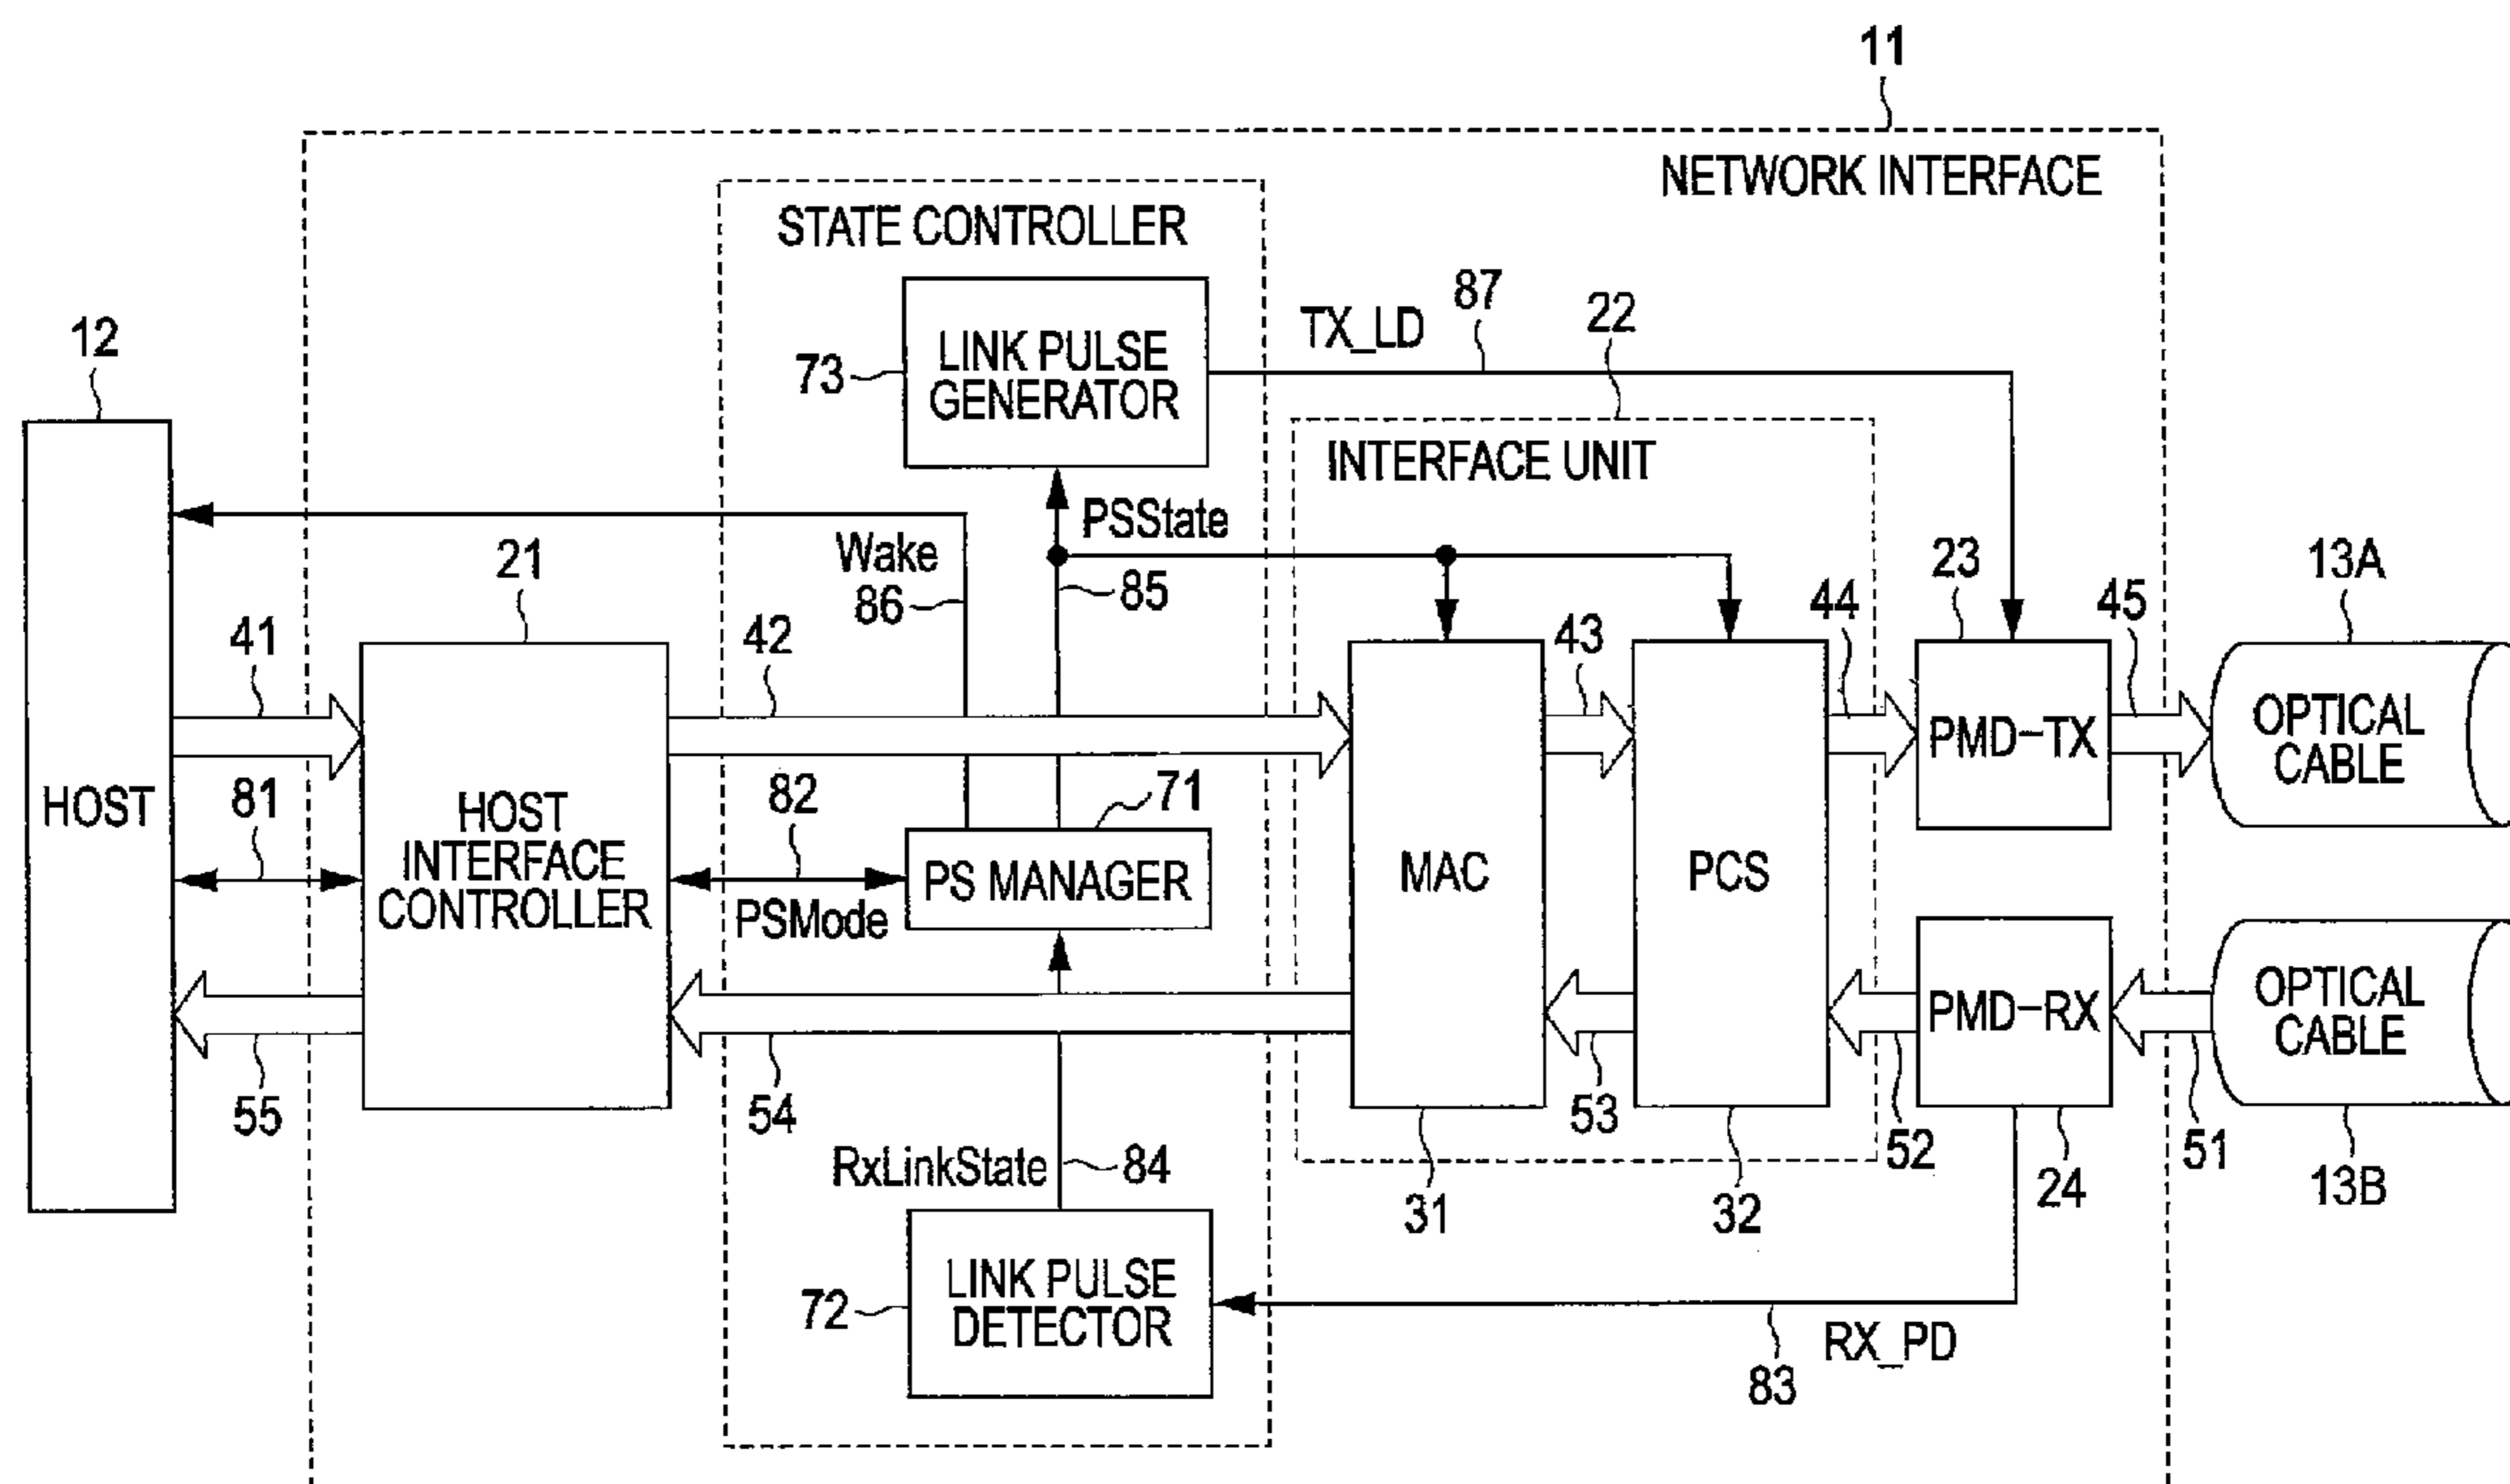 11
NETWORK INTERFACE
STATE CONTROLLER
87
22
TX_LD
12
73
LINK PULSE
GENERATOR
INTERFACE UNIT
PSState
Wake
86
85
21
23
13A
41
42
43
44
45
HOST
81
HOST
INTERFACE
CONTROLLER
82
PSMode
71
PS MANAGER
MAC
PCS
PMD-TX
OPTICAL
CABLE
PMD-RX
OPTICAL
CABLE
55
54
53
52
51
RxLinkState
84
31
32
24
13B
72
LINK PULSE
DETECTOR
RX_PD
83